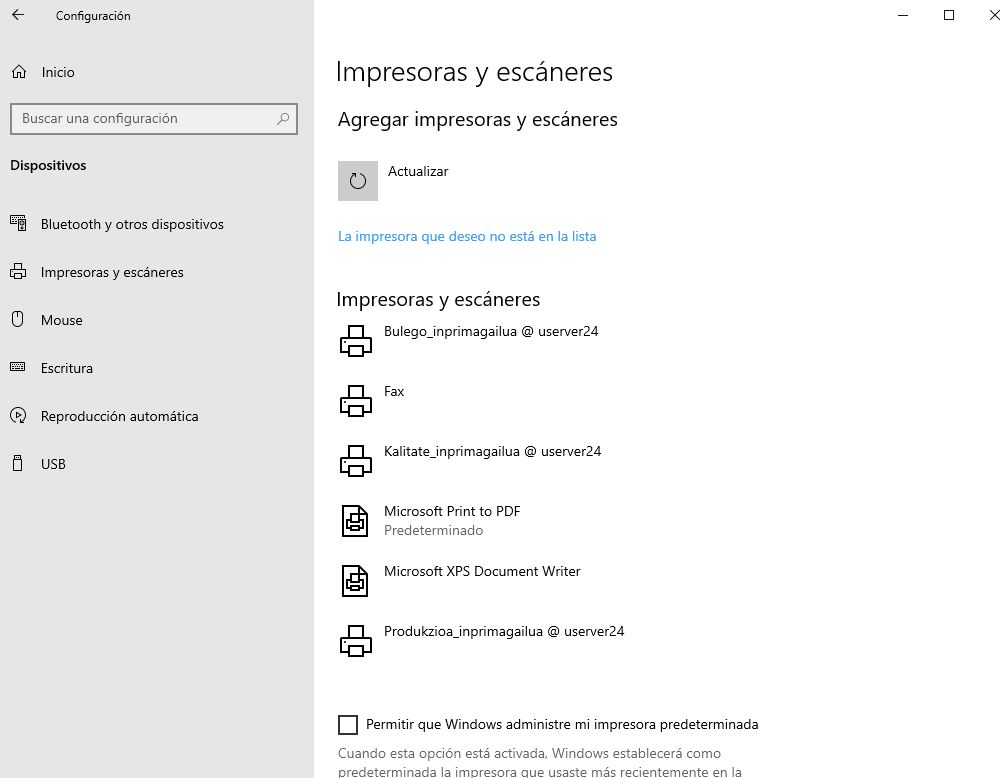 Configuración
Inicio
Buscar una configuración
Dispositivos
Bluetooth y otros dispositivos
Impresoras y escáneres
Mouse
Escritura
Reproducción automática
USB
Impresoras y escáneres
Agregar impresoras y escáneres
Actualizar
La impresora que deseo no está en la lista
Impresoras y escáneres
Bulego_inprimagailua @ userver24
Fax
Kalitate_inprimagailua @ userver24
Microsoft Print to PDF
Predeterminado
Microsoft XPS Document Writer
Produkzioa_inprimagailua @ userver24
Permitir que Windows administre mi impresora predeterminada
Cuando esta opción está activada, Windows establecerá como
predeterminada la impresora que usaste más recientemente en la